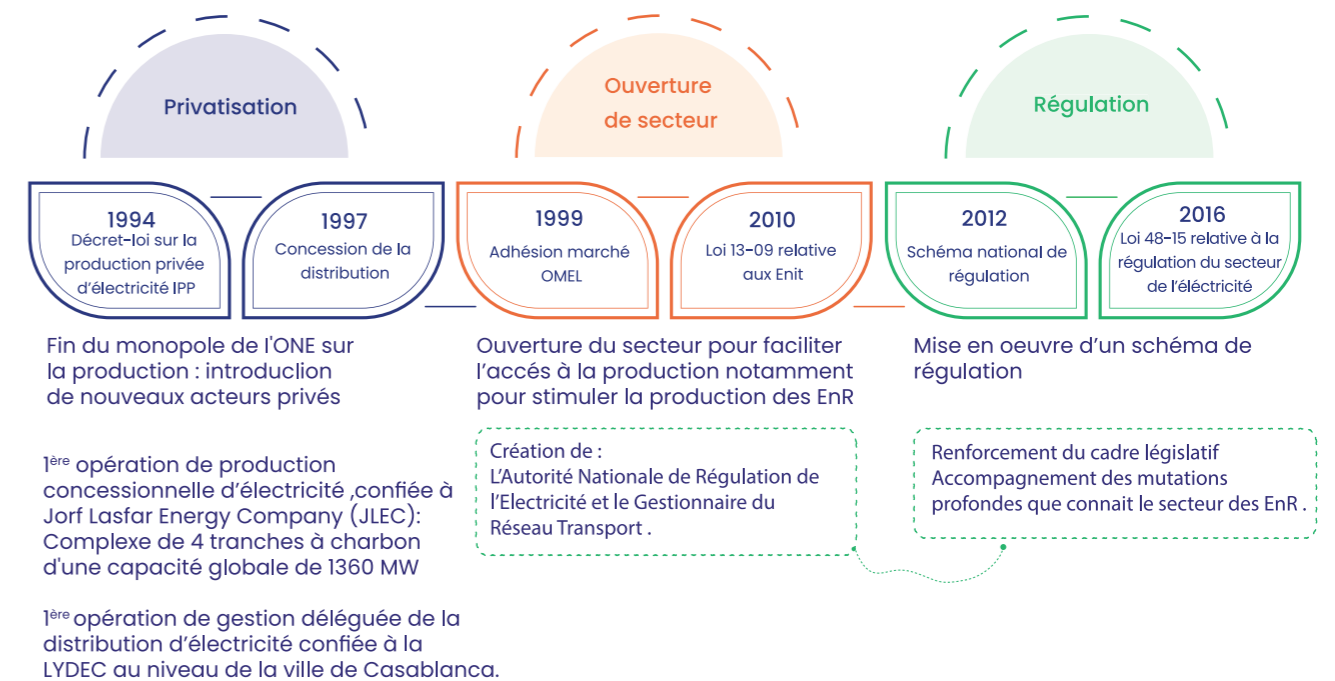 Privatisation
Ouverture
de secteur
Régulation
1994
Décret-loi sur la
production privée
d'électricité IPP
1997
Concession de la
distribution
1999
Adhésion marché
OMEL
2010
Loi 13-09 relative
aux Enit
2012
Schéma national de
régulation
2016
Loi 48-15 relative à la
régulation du secteur
de l'éléctricité
Fin du monopole de l'ONE sur
la production : introduclion
de nouveaux acteurs privés
1ère opération de production
concessionnelle d'électricité ,confiée à
Jorf Lasfar Energy Company (JLEC):
Complexe de 4 tranches à charbon
d'une capacité globale de 1360 MW
1ère opération de gestion déléguée de la
distribution d'électricité confiée à la
LYDEC au niveau de la ville de Casablanca.
Ouverture du secteur pour faciliter
l'accés à la production notamment
pour stimuler la production des EnR
Création de :
L'Autorité Nationale de Régulation de
l'Electricité et le Gestionnaire du
Réseau Transport .
Mise en oeuvre d'un schéma de
régulation
Renforcement du cadre législatif
Accompagnement des mutations
profondes que connait le secteur des EnR .